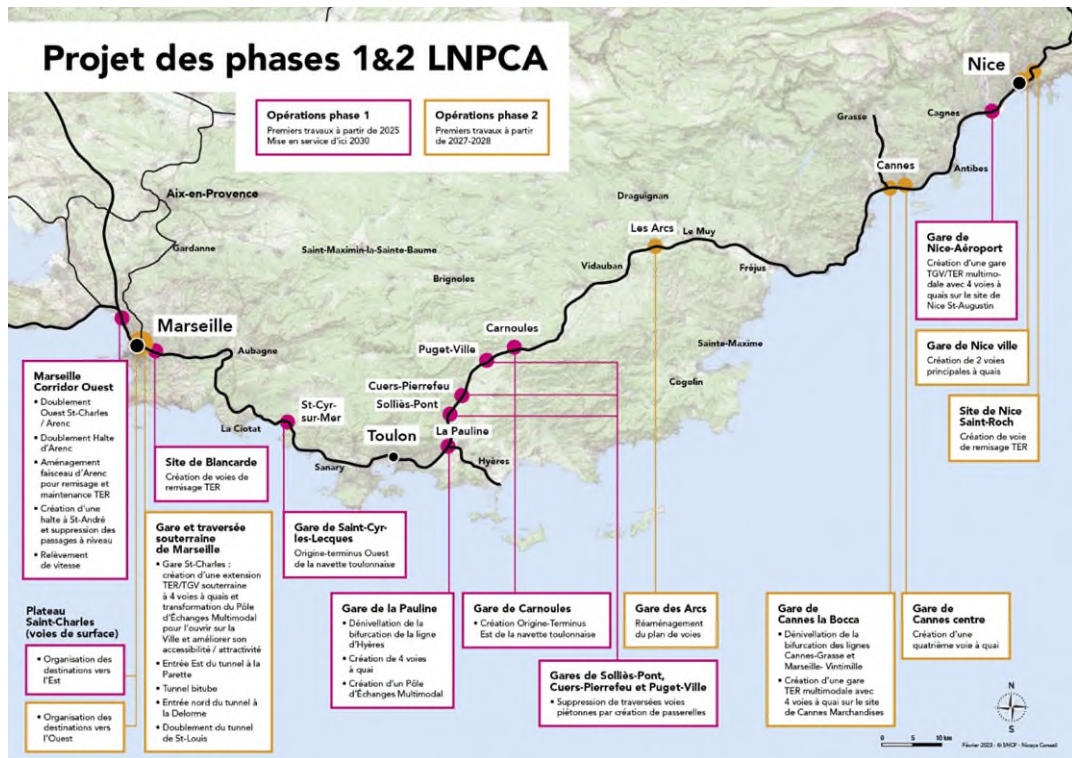 Projet des phases 1&2 LNPCA
Opérations phase 1
Premiers travaux à partir de 2025
Mise en service d'ici 2030
Opérations phase 2
Premiers travaux à partir
de 2027-2028
Nice
Cagnes
Grasse
Cannes
Antibes
Aix-en-Provence
Gardanne
Saint-Maximin-la-Sainte-Baume
Brignoles
Draguignan
Les Arcs
Le Muy
Vidauban
Fréjus
Sainte-Maxime
Cogolin
Marseille
Aubagne
La Ciotat
St-Cyr-
sur-Mer
Sanary
Toulon
Carnoules
Puget-Ville
Cuers-Pierrefeu
Solliès-Pont
La Pauline
Hyères
Gare de
Nice-Aéroport
Création d'une gare
TGV/TER multimo-
dale avec 4 voies à
quais sur le site de
Nice St-Augustin
Gare de Nice ville
Création de 2 voies
principales à quais
Site de Nice
Saint-Roch
Création de voie
de remisage TER
Marseille
Corridor Ouest
• Doublement
Ouest St-Charles
/ Arenc
• Doublement Halte
d'Arenc
• Aménagement
faisceau d'Arenc
pour remisage et
maintenance TER
• Création d'une
halte à St-André
et suppression des
passages à niveau
• Relèvement
de vitesse
Plateau
Saint-Charles
(voies de surface)
• Organisation des
destinations vers
l'Est
• Organisation des
destinations vers
l'Ouest
Site de Blancarde
Création de voies de
remisage TER
Gare et traversée
souterraine
de Marseille
• Gare St-Charles :
création d'une extension
TER/TGV souterraine
à 4 voies à quais et
transformation du Pôle
d'Échanges Multimodal
pour l'ouvrir sur la
Ville et améliorer son
accessibilité / attractivité
• Entrée Est du tunnel à la
Parette
• Tunnel bitube
• Entrée nord du tunnel à
la Delorme
• Doublement du tunnel
de St-Louis
Gare de Saint-Cyr-
les-Lecques
Origine-terminus Ouest
de la navette toulonnaise
Gare de la Pauline
• Dénivellation de la
bifurcation de la ligne
d'Hyères
• Création de 4 voies
à quai
• Création d'un Pôle
d'Échanges Multimodal
Gare de Carnoules
• Création Origine-Terminus
Est de la navette toulonnaise
Gares de Solliès-Pont,
Cuers-Pierrefeu et Puget-Ville
• Suppression de traversées voies
piétonnes par création de passerelles
Gare des Arcs
Réaménagement
du plan de voies
Gare de
Cannes la Bocca
• Dénivellation de la
bifurcation des lignes
Cannes-Grasse et
Marseille- Vintimille
• Création d'une gare
TER multimodale avec
4 voies à quai sur le site
de Cannes Marchandises
Gare de
Cannes centre
Création d'une
quatrième voie à quai
N
S
0 5 10 km
Février 2023 - © SNCF - Nicaya Conseil